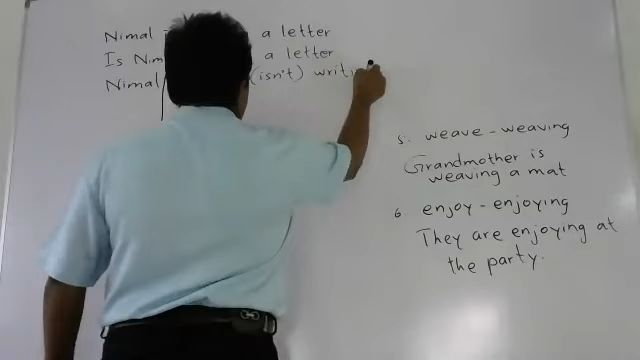 Nimal a letter
Is Nim a letter
Nimal (isn't) writ
5. weave - weaving
Grandmother is
weaving a mat
6. enjoy - enjoying
They are enjoying at
the party.